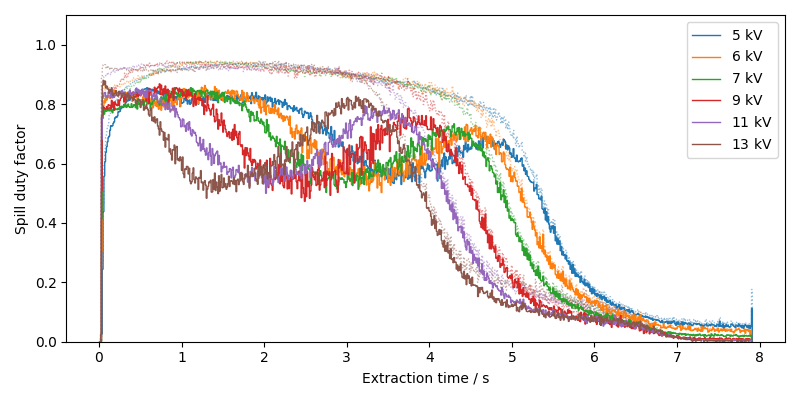 1.0
0.8
0.6
0.4
0.2
0.0
Spill duty factor
0 1 2 3 4 5 6 7 8
Extraction time / s
5 kV
6 kV
7 kV
9 kV
11 kV
13 kV